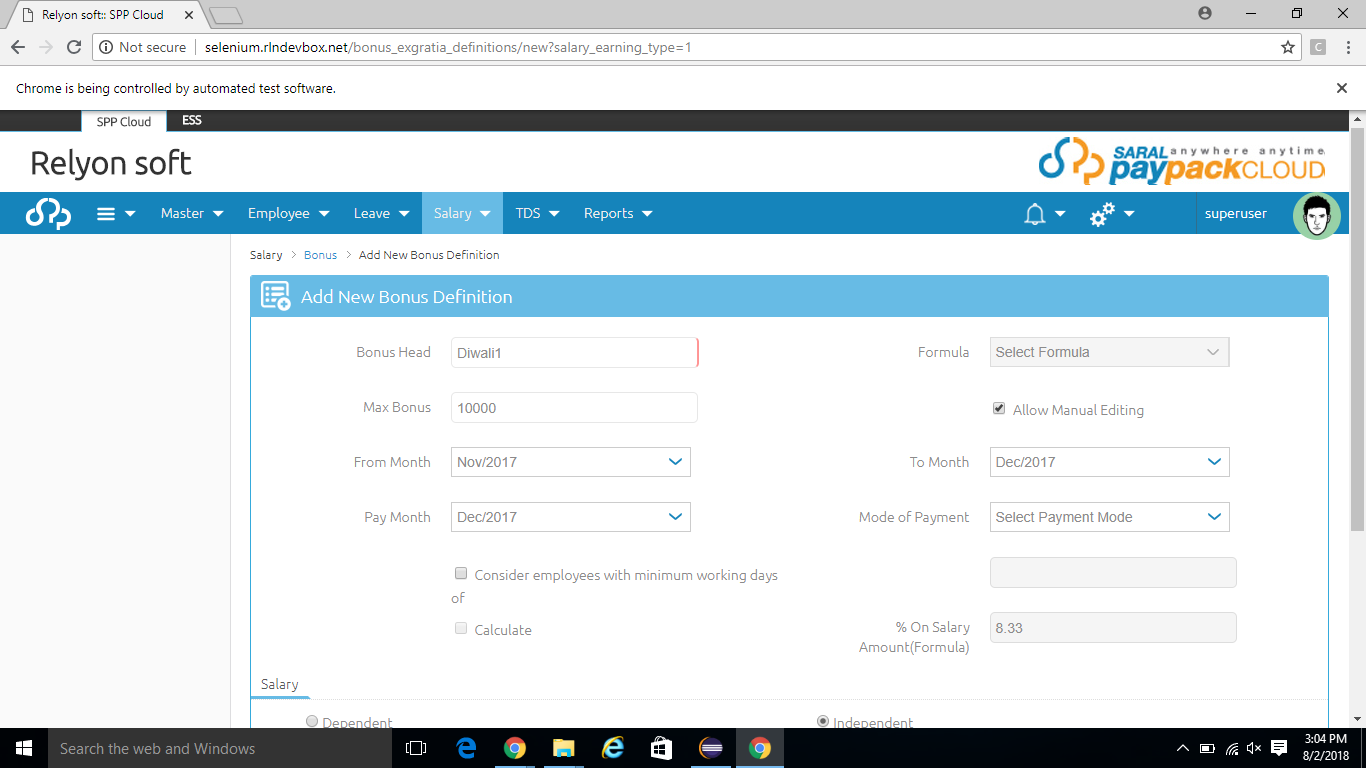 Relyon soft:: SPP Cloud
Not secure selenium.rlndevbox.net/bonus_exgratia_definitions/new?salary_earning_type=1
C
Chrome is being controlled by automated test software.
SPP Cloud ESS
Relyon soft
SARAL anywhere anytime
paypackCLOUD
Master Employee Leave Salary TDS Reports superuser
Salary > Bonus > Add New Bonus Definition
Add New Bonus Definition
Bonus Head Diwali1 Formula Select Formula
Max Bonus 10000 Allow Manual Editing
From Month Nov/2017 To Month Dec/2017
Pay Month Dec/2017 Mode of Payment Select Payment Mode
Consider employees with minimum working days
of
Calculate % On Salary 8.33
Amount(Formula)
Salary
Dependent Independent
Search the web and Windows
3:04 PM
8/2/2018